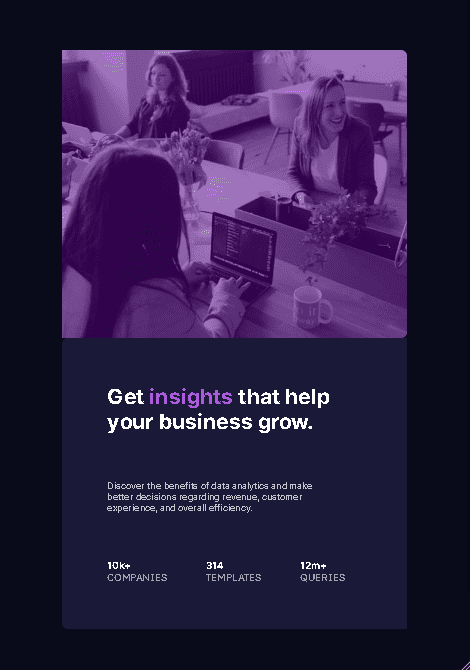 Get insights that help
your business grow.
Discover the benefits of data analytics and make
better decisions regarding revenue, customer
experience, and overall efficiency.
10k+ 314 12m+
COMPANIES TEMPLATES QUERIES